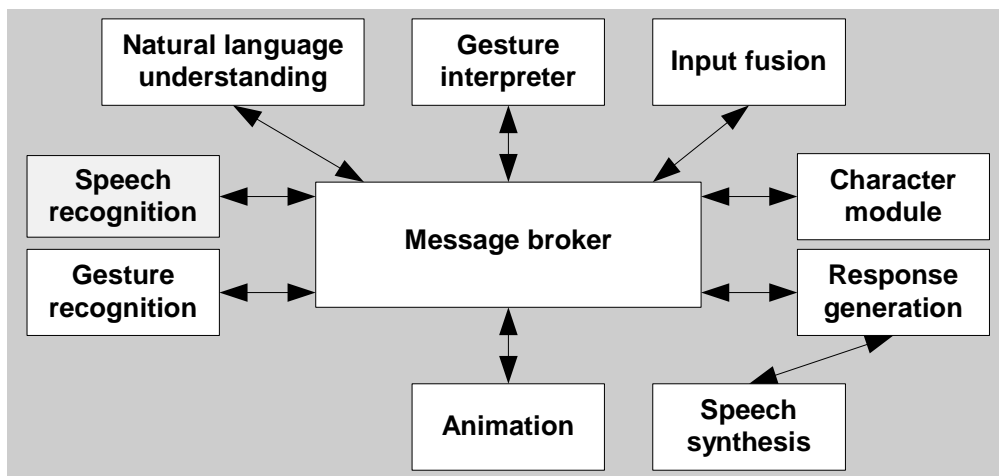 Natural language
understanding
Gesture
interpreter
Input fusion
Speech
recognition
Message broker
Character
module
Gesture
recognition
Response
generation
Animation
Speech
synthesis